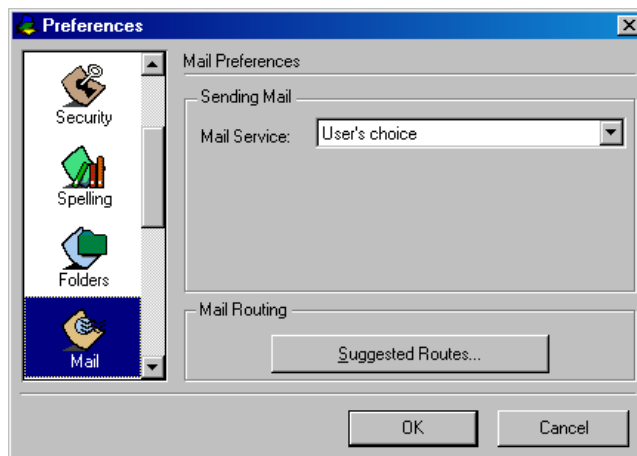 Preferences
Security
Spelling
Folders
Mail
Mail Preferences
Sending Mail
Mail Service: User's choice
Mail Routing
Suggested Routes...
OK Cancel